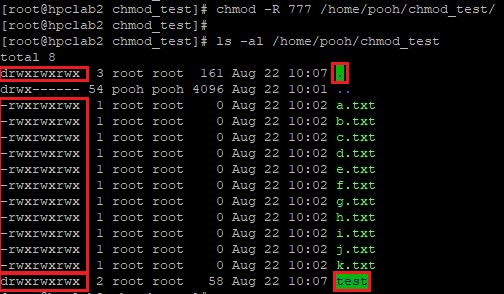 [root@hpclab2 chmod_test]# chmod -R 777 /home/pooh/chmod_test/
[root@hpclab2 chmod_test]#
[root@hpclab2 chmod_test]# ls -al /home/pooh/chmod_test
total 8
drwxrwxrwx 3 root root 161 Aug 22 10:07 .
drwx------ 54 pooh pooh 4096 Aug 22 10:01 ..
-rwxrwxrwx 1 root root 0 Aug 22 10:02 a.txt
-rwxrwxrwx 1 root root 0 Aug 22 10:02 b.txt
-rwxrwxrwx 1 root root 0 Aug 22 10:02 c.txt
-rwxrwxrwx 1 root root 0 Aug 22 10:02 d.txt
-rwxrwxrwx 1 root root 0 Aug 22 10:02 e.txt
-rwxrwxrwx 1 root root 0 Aug 22 10:02 f.txt
-rwxrwxrwx 1 root root 0 Aug 22 10:02 g.txt
-rwxrwxrwx 1 root root 0 Aug 22 10:02 h.txt
-rwxrwxrwx 1 root root 0 Aug 22 10:02 i.txt
-rwxrwxrwx 1 root root 0 Aug 22 10:02 j.txt
-rwxrwxrwx 1 root root 0 Aug 22 10:02 k.txt
drwxrwxrwx 2 root root 58 Aug 22 10:07 test